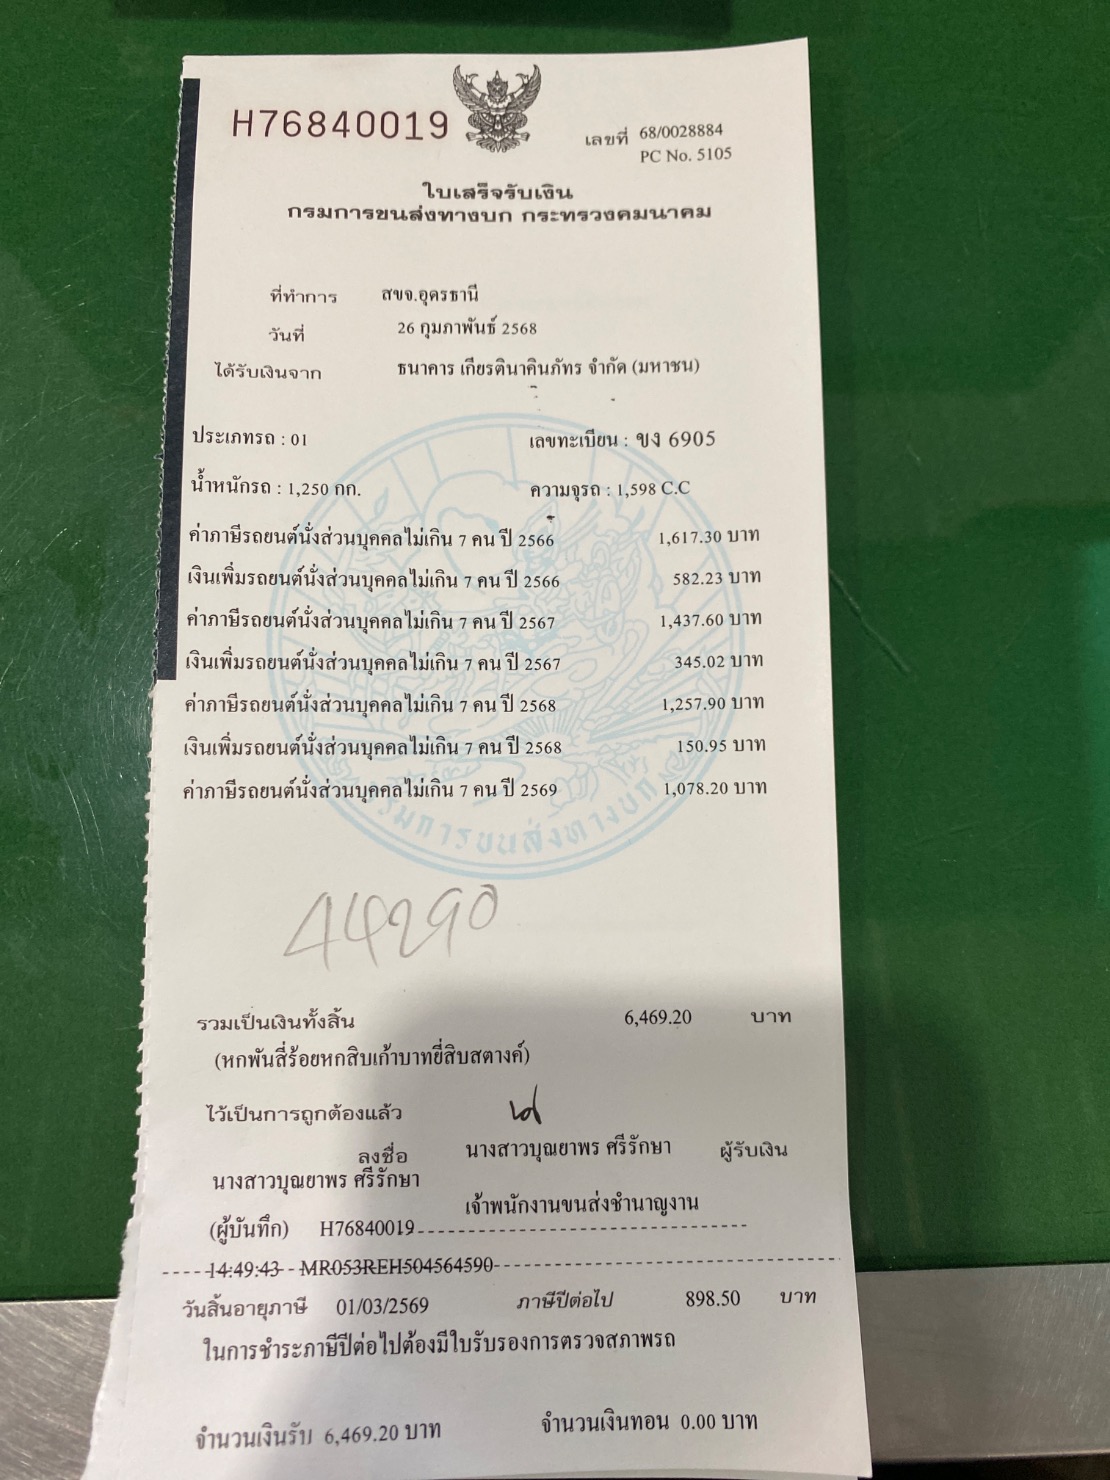 H76840019
เลขที่ 68/0028884
PC No. 5105
ใบเสร็จรับเงิน
กรมการขนส่งทางบก กระทรวงคมนาคม
ที่ทำการ สขจ.อุดรธานี
วันที่ 26 กุมภาพันธ์ 2568
ได้รับเงินจาก ธนาคาร เกียรตินาคินภัทร จำกัด (มหาชน)
ประเภทรถ : 01 เลขทะเบียน : ขง 6905
น้ำหนักรถ : 1,250 กก. ความจุรถ : 1,598 C.C
ค่าภาษีรถยนต์นั่งส่วนบุคคลไม่เกิน 7 คน ปี 2566 1,617.30 บาท
เงินเพิ่มรถยนต์นั่งส่วนบุคคลไม่เกิน 7 คน ปี 2566 582.23 บาท
ค่าภาษีรถยนต์นั่งส่วนบุคคลไม่เกิน 7 คน ปี 2567 1,437.60 บาท
เงินเพิ่มรถยนต์นั่งส่วนบุคคลไม่เกิน 7 คน ปี 2567 345.02 บาท
ค่าภาษีรถยนต์นั่งส่วนบุคคลไม่เกิน 7 คน ปี 2568 1,257.90 บาท
เงินเพิ่มรถยนต์นั่งส่วนบุคคลไม่เกิน 7 คน ปี 2568 150.95 บาท
ค่าภาษีรถยนต์นั่งส่วนบุคคลไม่เกิน 7 คน ปี 2569 1,078.20 บาท
กรมการขนส่งทางบก
44290
รวมเป็นเงินทั้งสิ้น 6,469.20 บาท
(หกพันสี่ร้อยหกสิบเก้าบาทยี่สิบสตางค์)
ไว้เป็นการถูกต้องแล้ว
ลงชื่อ นางสาวบุณยาพร ศรีรักษา ผู้รับเงิน
นางสาวบุณยาพร ศรีรักษา
เจ้าพนักงานขนส่งชำนาญงาน
(ผู้บันทึก) H76840019
14:49:43 MR053REH504564590
วันสิ้นอายุภาษี 01/03/2569 ภาษีปีต่อไป 898.50 บาท
ในการชำระภาษีปีต่อไปต้องมีใบรับรองการตรวจสภาพรถ
จำนวนเงินรับ 6,469.20 บาท จำนวนเงินทอน 0.00 บาท